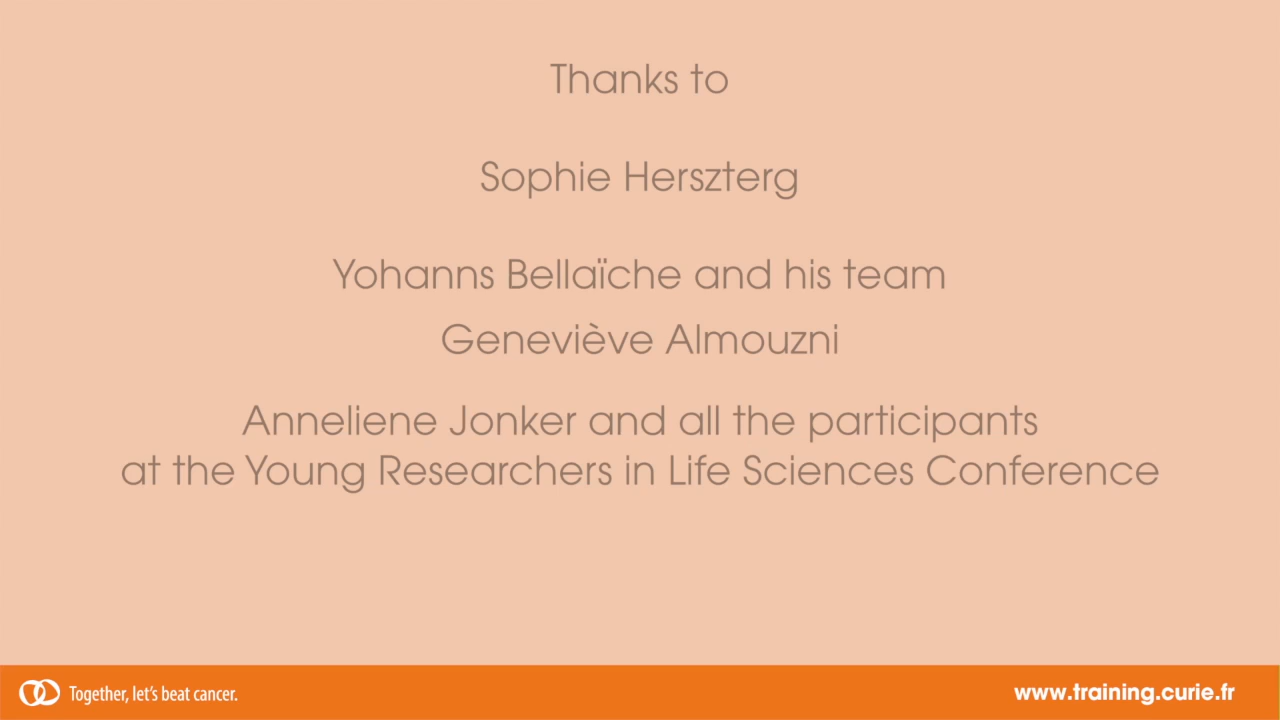 Thanks to
Sophie Herszterg
Yohanns Bellaïche and his team
Geneviève Almouzni
Anneliene Jonker and all the participants
at the Young Researchers in Life Sciences Conference
Together, let's beat cancer.
www.training.curie.fr